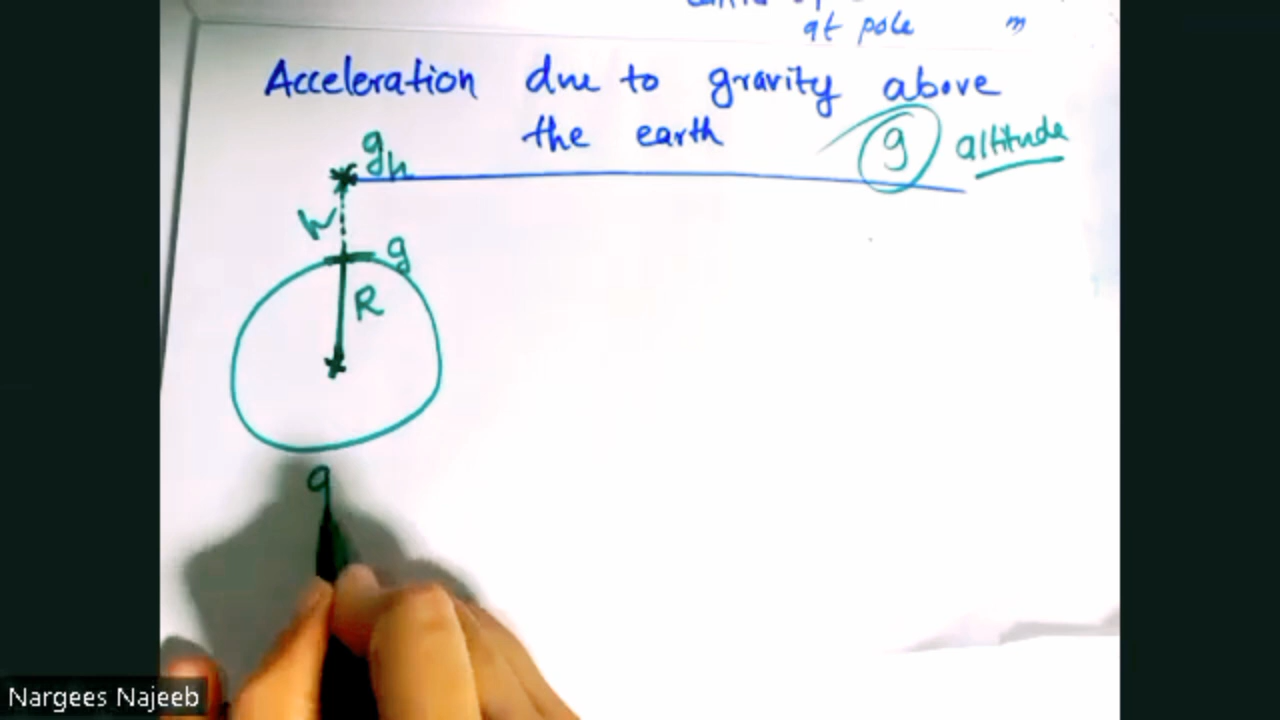 at pole m
Acceleration due to gravity above
the earth g altitude
gh
h
g
R
g
Nargees Najeeb